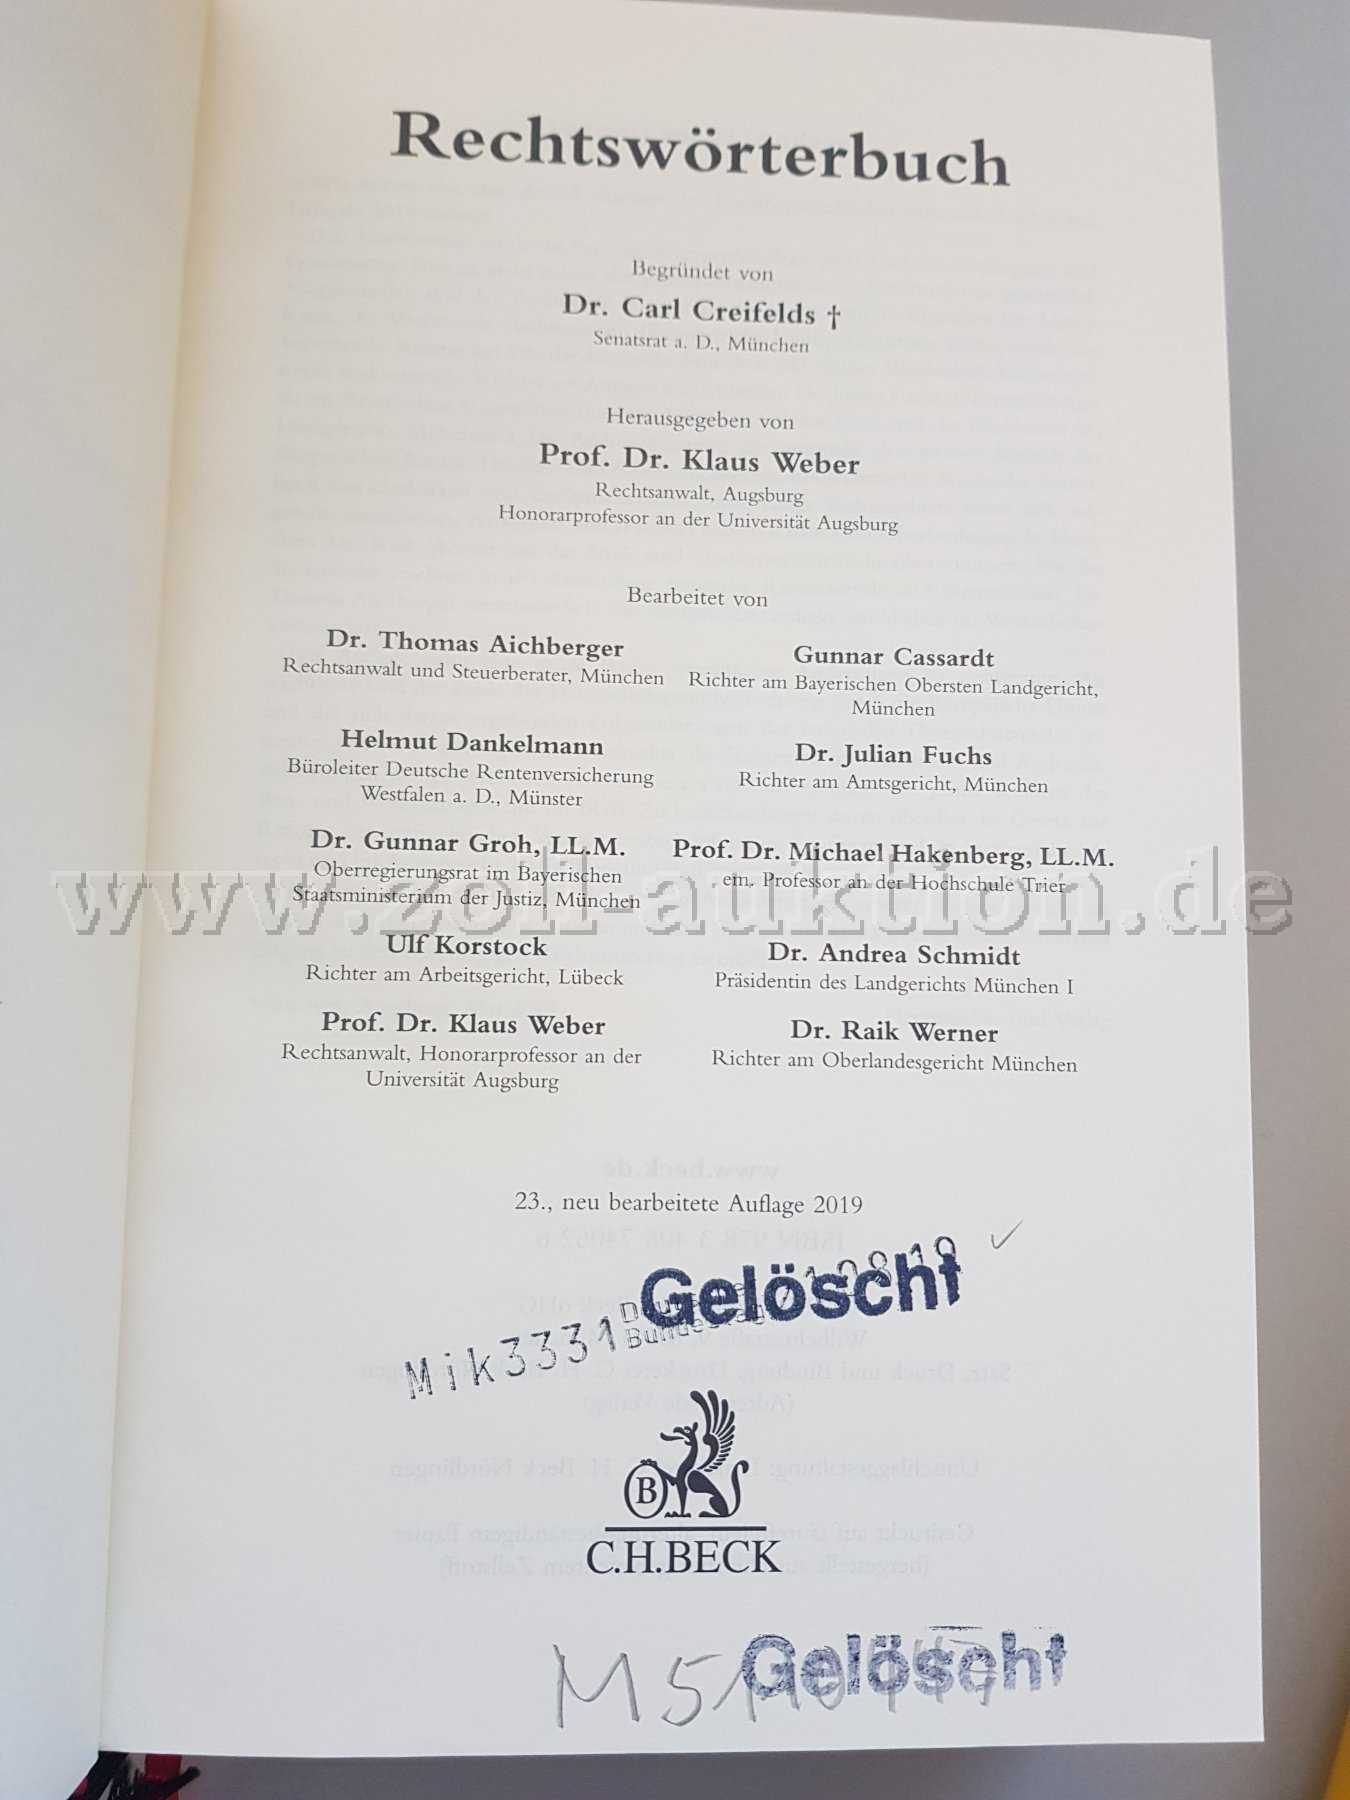 Rechtswörterbuch
Begründet von
Dr. Carl Creifelds †
Senatsrat a. D., München
Herausgegeben von
Prof. Dr. Klaus Weber
Rechtsanwalt, Augsburg
Honorarprofessor an der Universität Augsburg
Bearbeitet von
Dr. Thomas Aichberger
Rechtsanwalt und Steuerberater, München
Gunnar Cassardt
Richter am Bayerischen Obersten Landgericht,
München
Helmut Dankelmann
Büroleiter Deutsche Rentenversicherung
Westfalen a. D., Münster
Dr. Julian Fuchs
Richter am Amtsgericht, München
Dr. Gunnar Groh, LL.M.
Oberregierungsrat im Bayerischen
Staatsministerium der Justiz, München
Prof. Dr. Michael Hakenberg, LL.M.
em. Professor an der Hochschule Trier
www.zoll-auktion.de
Ulf Korstock
Richter am Arbeitsgericht, Lübeck
Dr. Andrea Schmidt
Präsidentin des Landgerichts München I
Prof. Dr. Klaus Weber
Rechtsanwalt, Honorarprofessor an der
Universität Augsburg
Dr. Raik Werner
Richter am Oberlandesgericht München
23., neu bearbeitete Auflage 2019
Gelöscht
Mik3331
Bundestag
B
C.H.BECK
Gelöscht